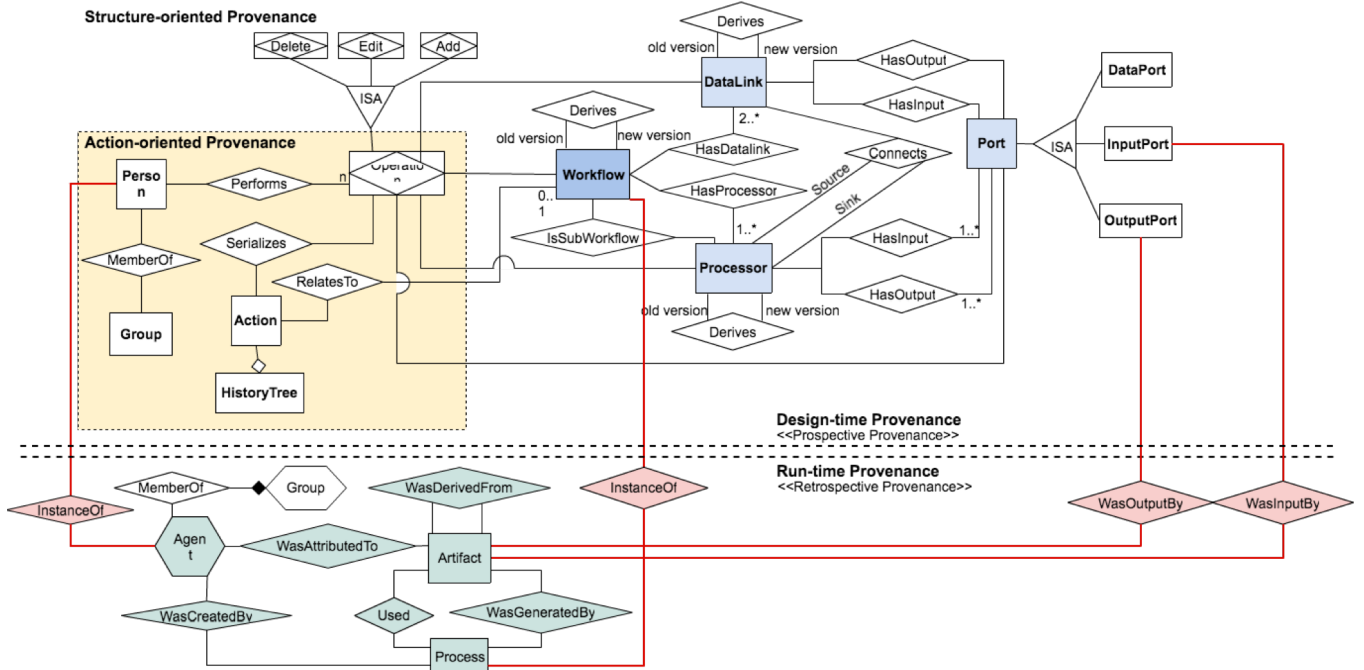 Structure-oriented Provenance
Delete
Edit
Add
ISA
Derives
old version
new version
DataLink
HasOutput
HasInput
DataPort
Port
ISA
InputPort
OutputPort
Derives
old version
new version
2..*
HasDatalink
Connects
Source
Sink
Action-oriented Provenance
Perso
n
Performs
n
Operatio
n
Workflow
0..
1
HasProcessor
1..*
IsSubWorkflow
HasInput
1..*
Serializes
MemberOf
RelatesTo
Processor
HasOutput
1..*
old version
new version
Derives
Action
Group
HistoryTree
Design-time Provenance
<<Prospective Provenance>>
Run-time Provenance
<<Retrospective Provenance>>
MemberOf
Group
WasDerivedFrom
InstanceOf
InstanceOf
WasOutputBy
WasInputBy
Agen
t
WasAttributedTo
Artifact
WasCreatedBy
Used
WasGeneratedBy
Process